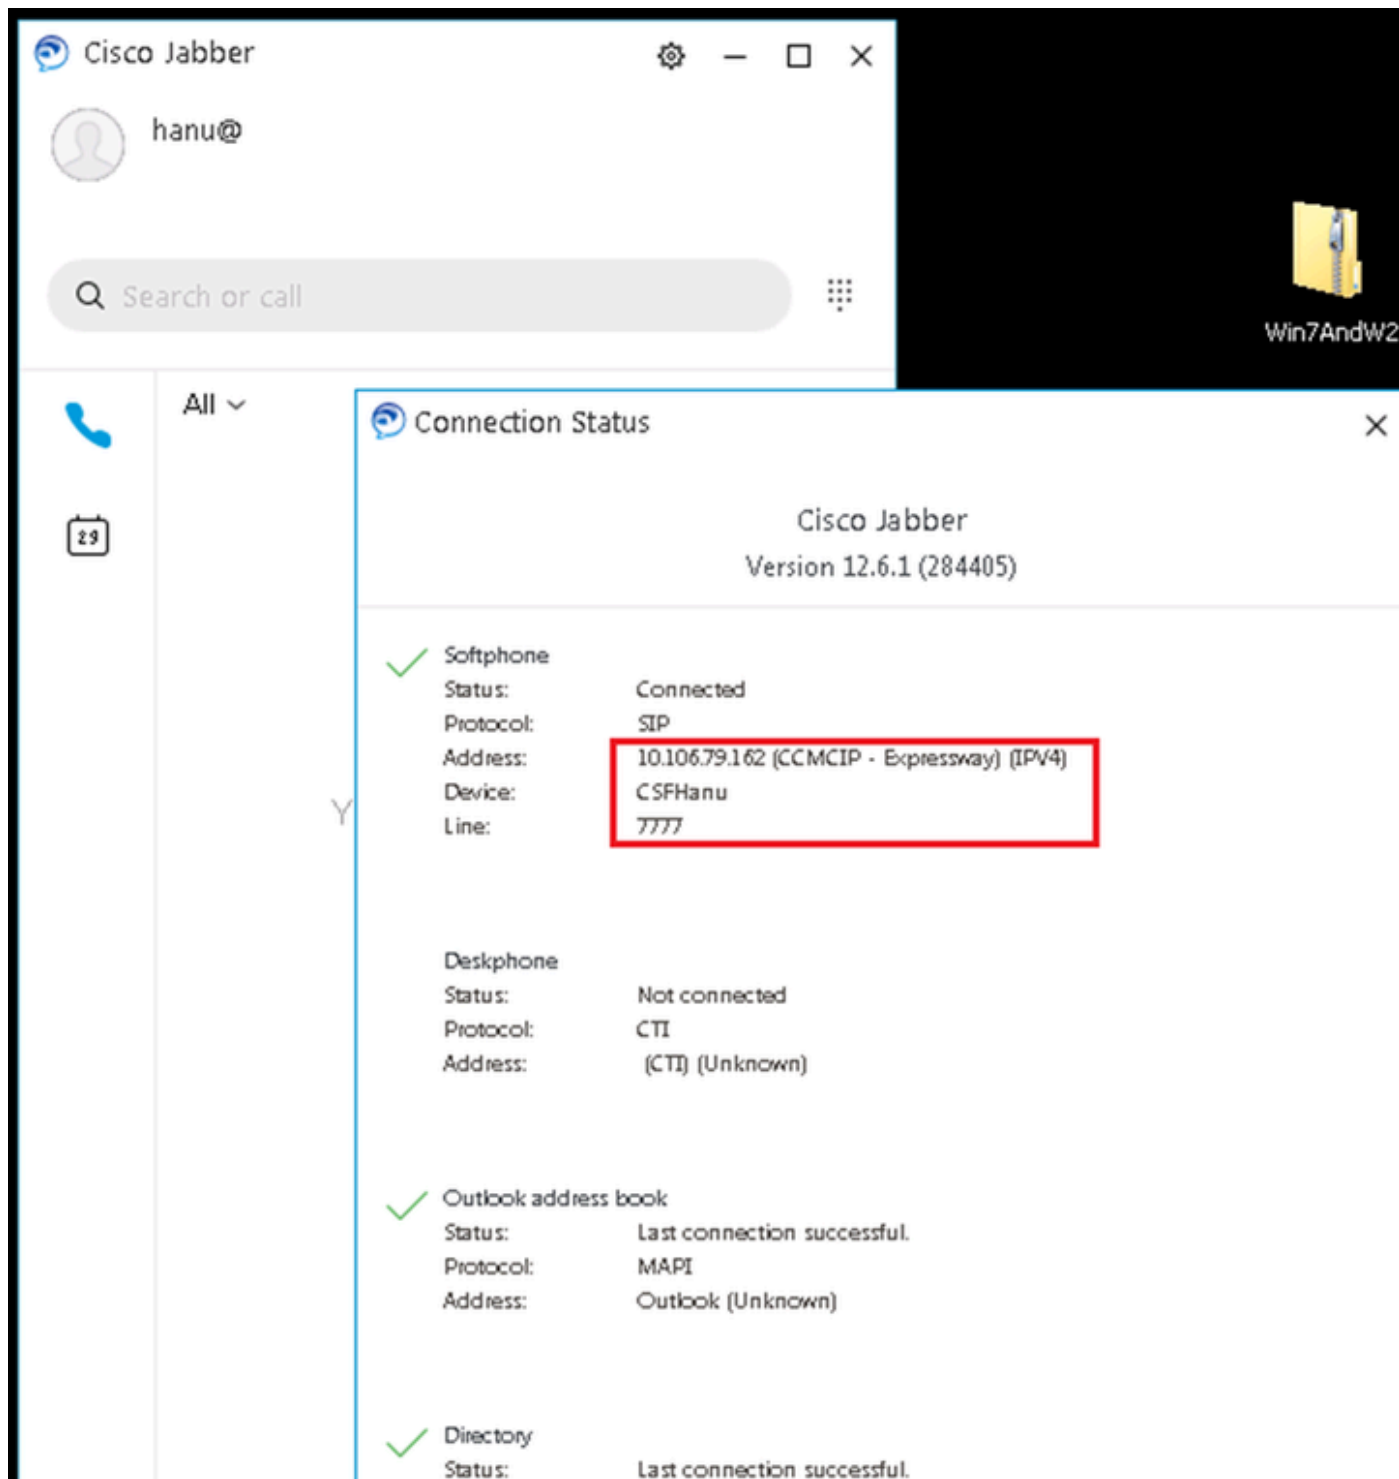 Cisco Jabber
hanu@
Search or call
Win7AndW2
All
29
Y
Connection Status
Cisco Jabber
Version 12.6.1 (284405)
Softphone
Status: Connected
Protocol: SIP
Address: 10.106.79.162 (CCMCIP - Expressway) (IPV4)
Device: CSFHanu
Line: 7777
Deskphone
Status: Not connected
Protocol: CTI
Address: (CTI) (Unknown)
Outlook address book
Status: Last connection successful.
Protocol: MAPI
Address: Outlook (Unknown)
Directory
Status: Last connection successful.